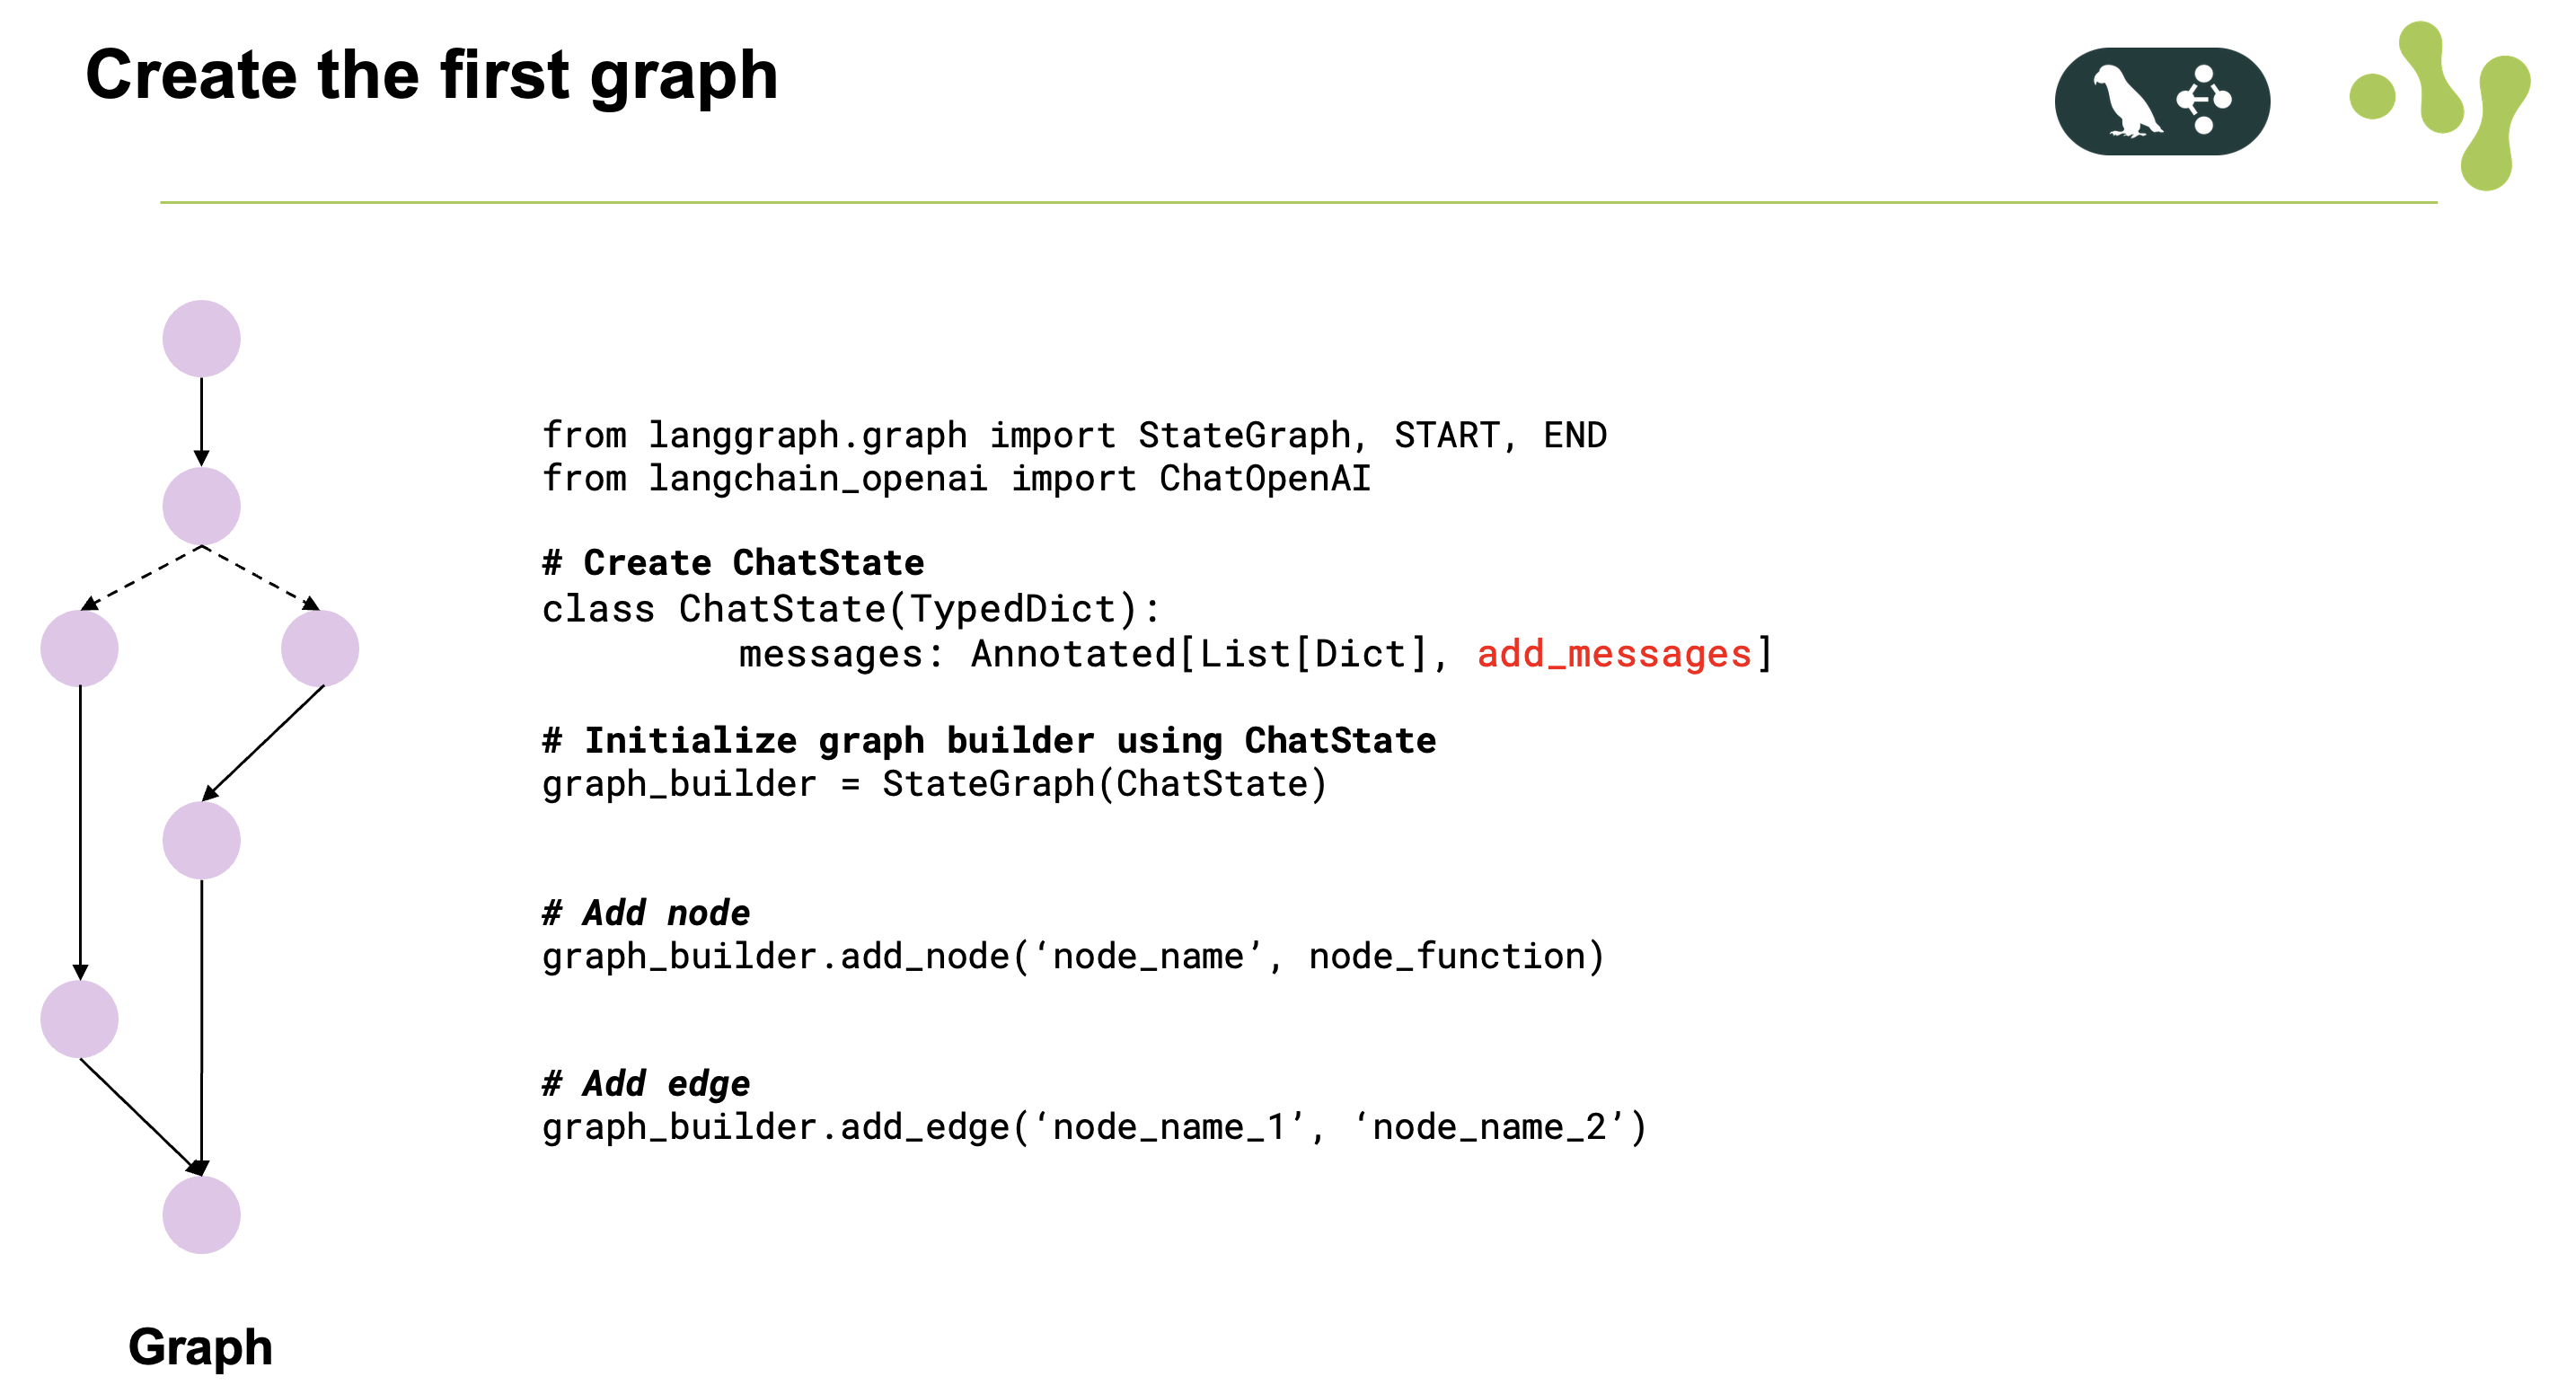 Create the first graph
from langgraph.graph import StateGraph, START, END
from langchain_openai import ChatOpenAI
# Create ChatState
class ChatState(TypedDict):
messages: Annotated[List[Dict], add_messages]
# Initialize graph builder using ChatState
graph_builder = StateGraph(ChatState)
# Add node
graph_builder.add_node(‘node_name’, node_function)
# Add edge
graph_builder.add_edge(‘node_name_1’, ‘node_name_2’)
Graph